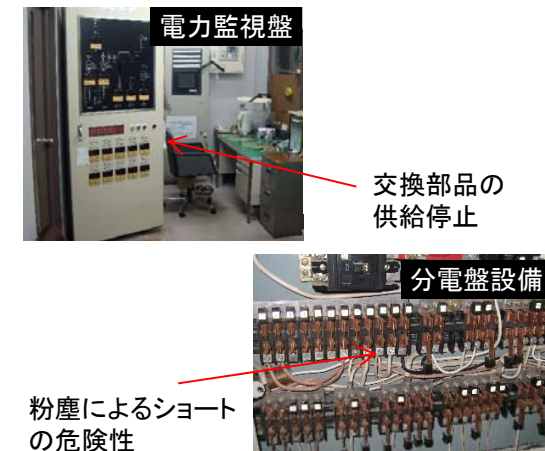 電力監視盤
交換部品の
供給停止
分電盤設備
粉塵によるショート
の危険性